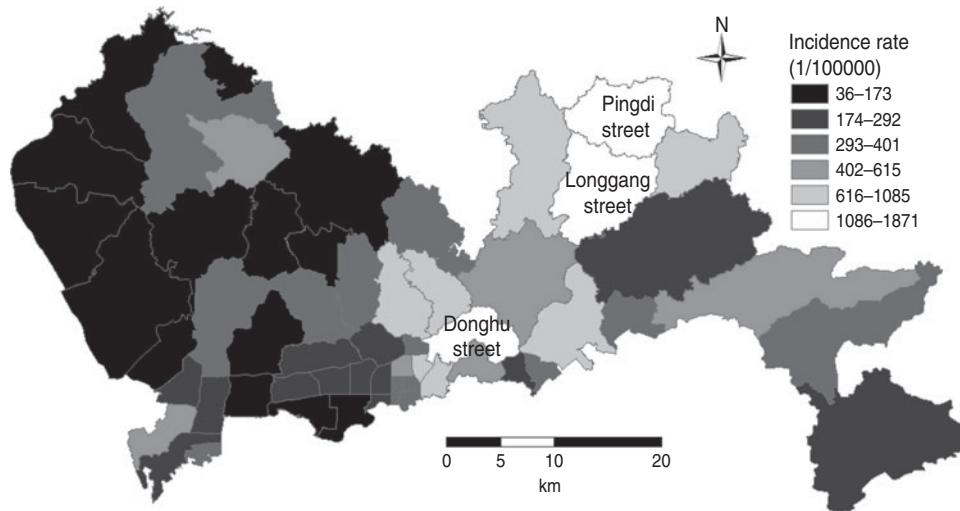 N
Incidence rate
(1/100000)
36–173
174–292
293–401
402–615
616–1085
1086–1871
Pingdi
street
Longgang
street
Donghu
street
0 5 10 20
km